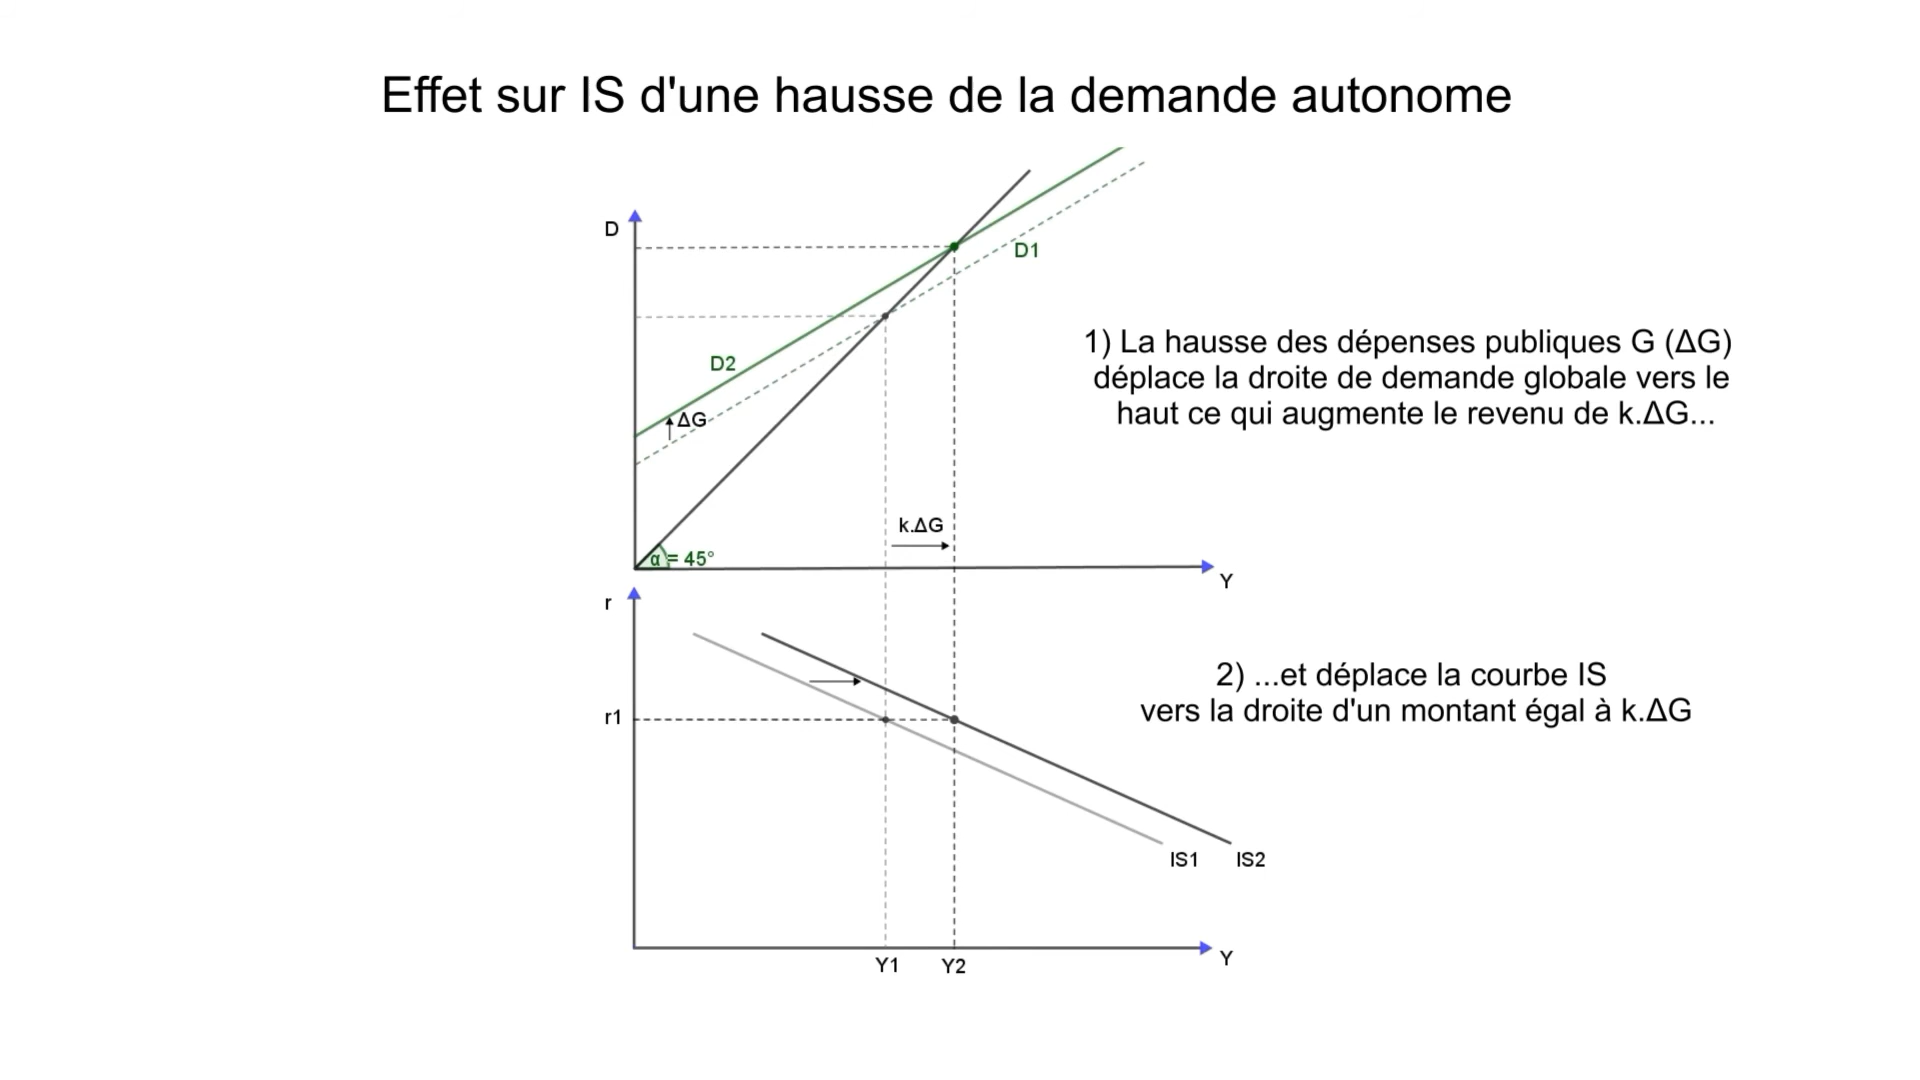 Effet sur IS d'une hausse de la demande autonome
D
D1
D2
ΔG
k.ΔG
α = 45°
Y
1) La hausse des dépenses publiques G (ΔG)
déplace la droite de demande globale vers le
haut ce qui augmente le revenu de k.ΔG...
r
r1
IS1
IS2
Y1
Y2
Y
2) ...et déplace la courbe IS
vers la droite d'un montant égal à k.ΔG